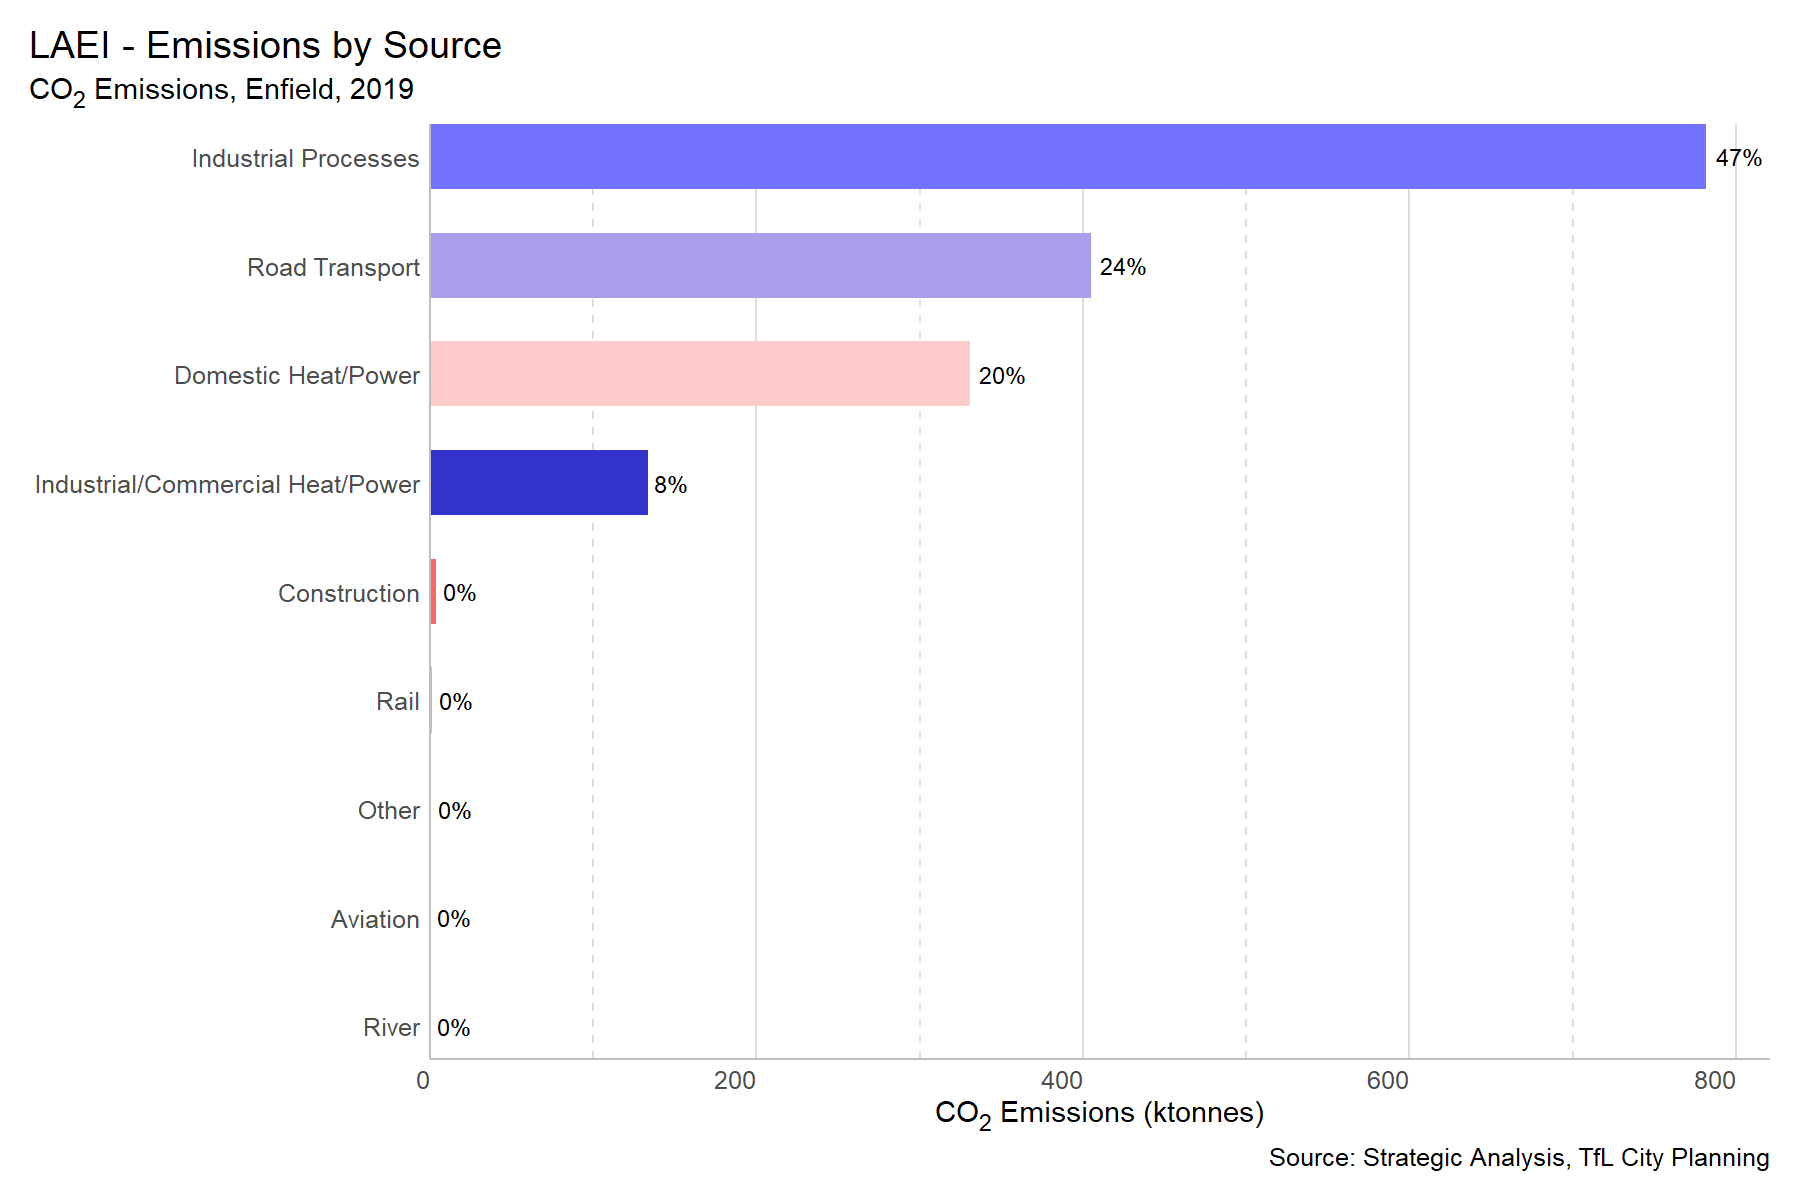 LAEI - Emissions by Source
CO₂ Emissions, Enfield, 2019
Industrial Processes 47%
Road Transport 24%
Domestic Heat/Power 20%
Industrial/Commercial Heat/Power 8%
Construction 0%
Rail 0%
Other 0%
Aviation 0%
River 0%
0 200 400 600 800
CO₂ Emissions (ktonnes)
Source: Strategic Analysis, TfL City Planning